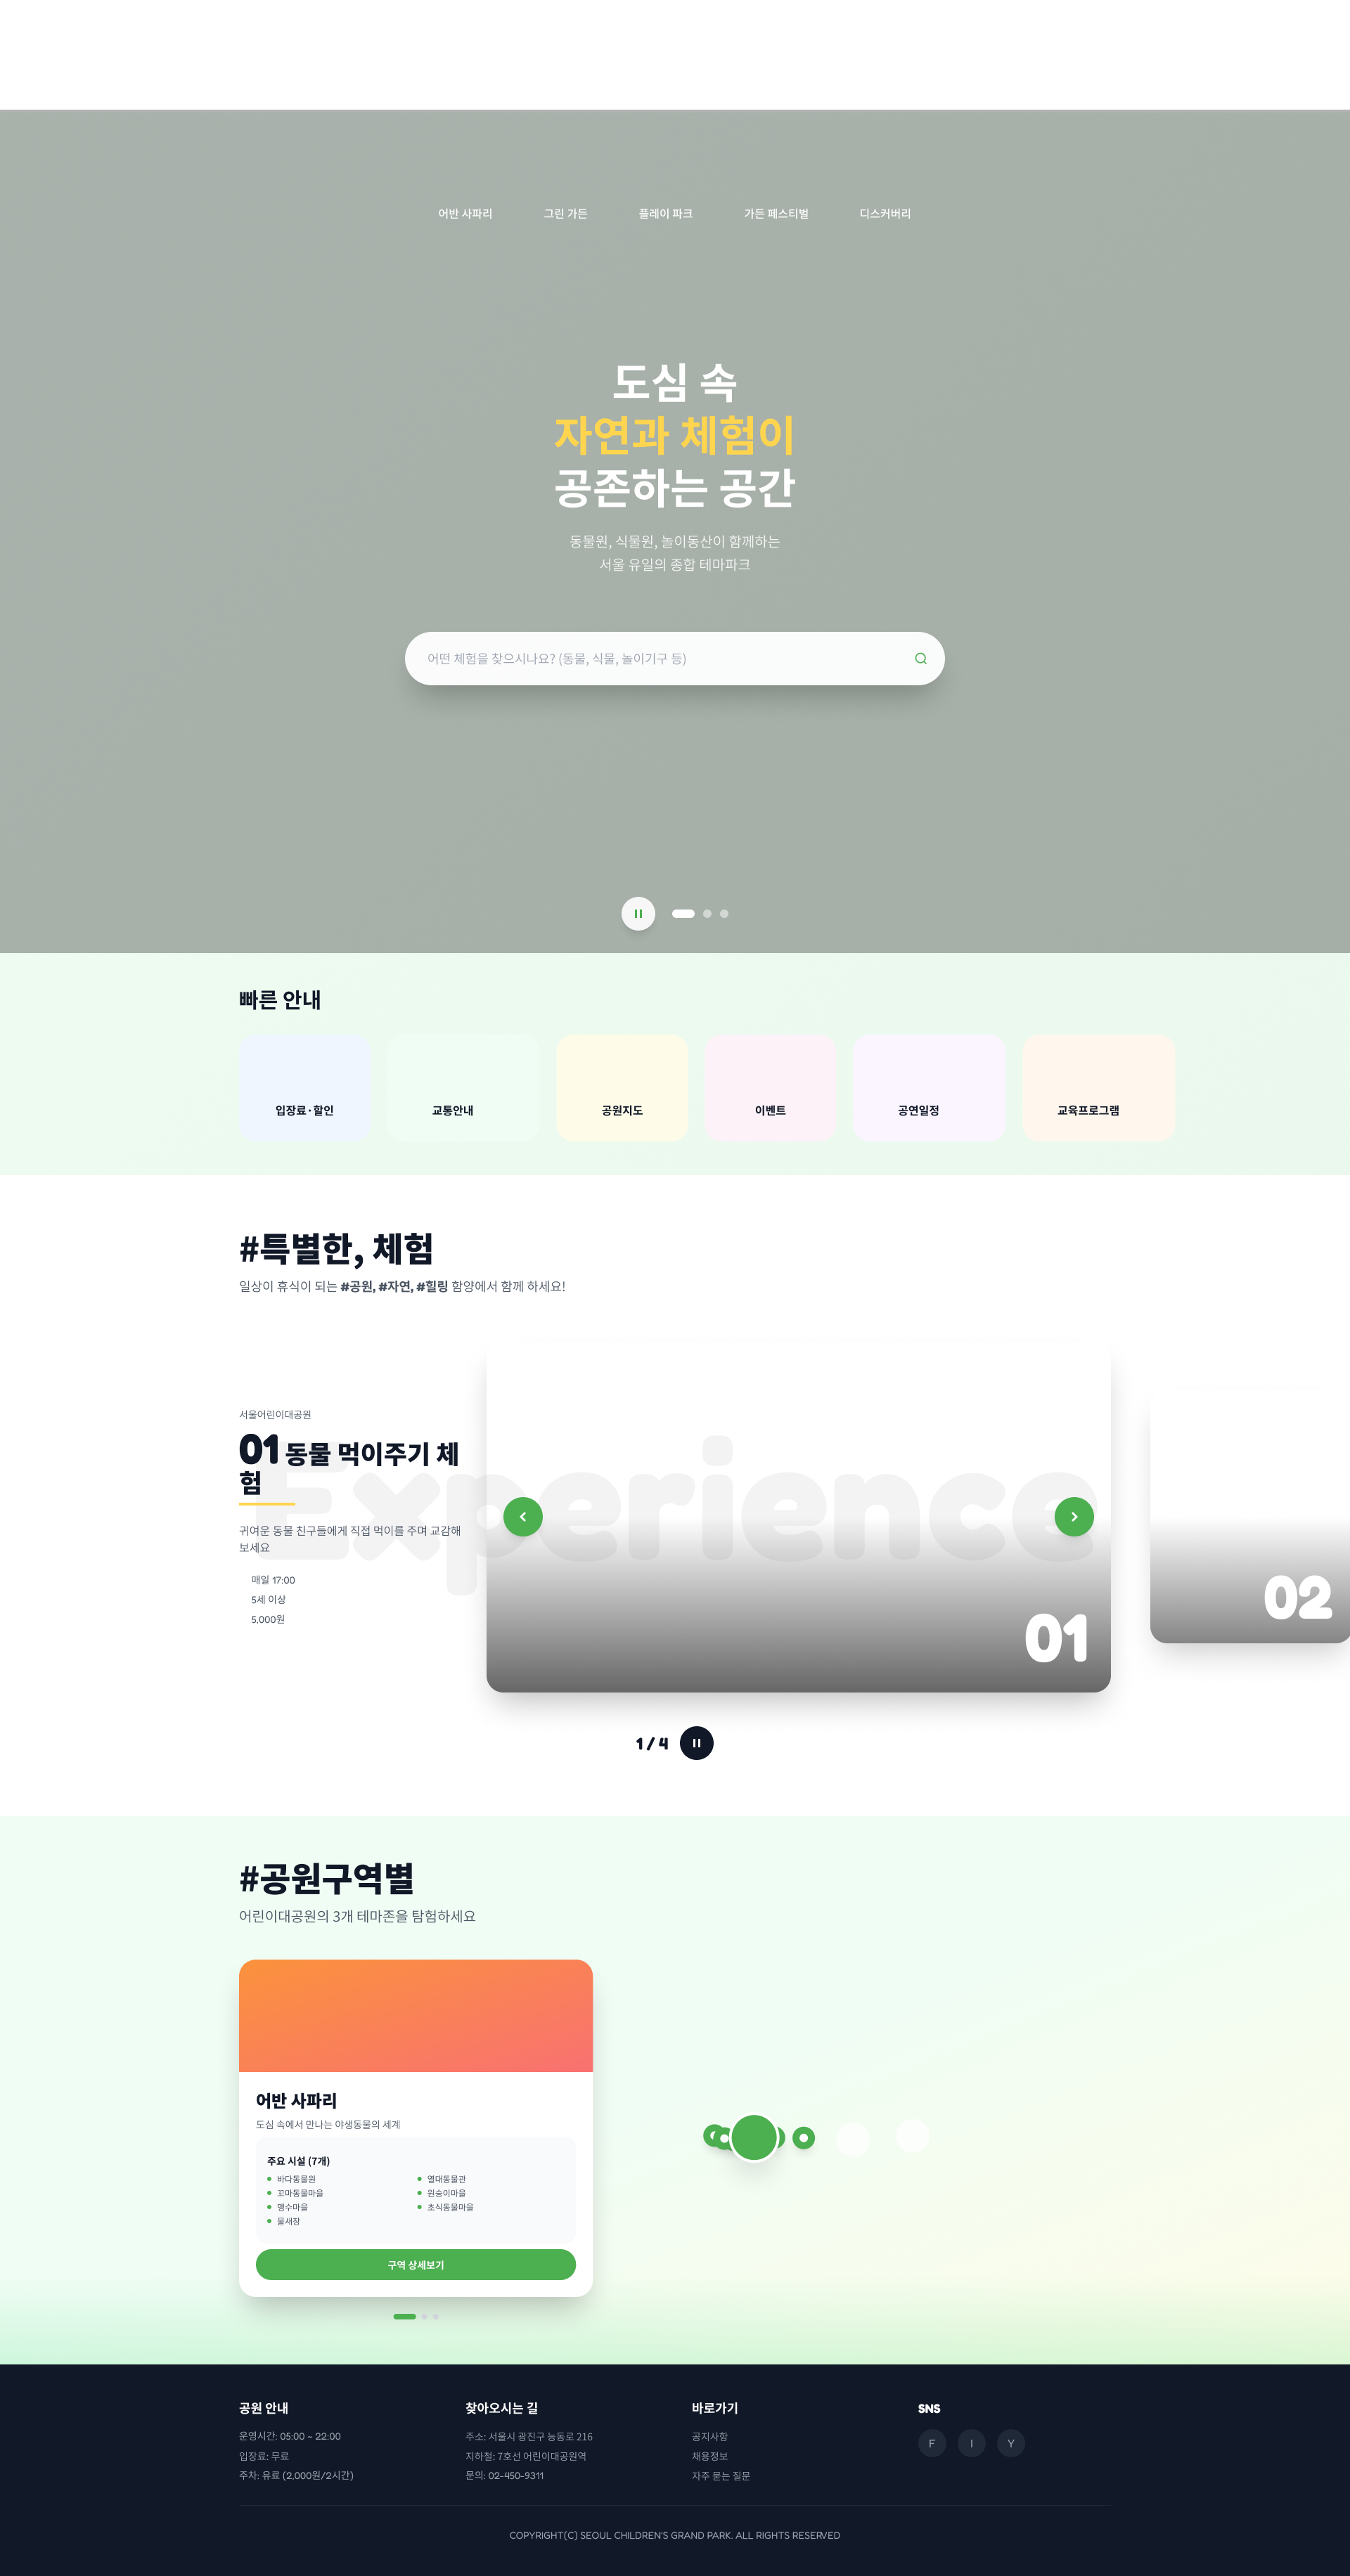 어반 사파리 그린 가든 플레이 파크 가든 페스티벌 디스커버리
도심 속
자연과 체험이
공존하는 공간
동물원, 식물원, 놀이동산이 함께하는
서울 유일의 종합 테마파크
어떤 체험을 찾으시나요? (동물, 식물, 놀이기구 등)
빠른 안내
입장료·할인 교통안내 공원지도 이벤트 공연일정 교육프로그램
#특별한, 체험
일상이 휴식이 되는 #공원, #자연, #힐링 함양에서 함께 하세요!
Experience
서울어린이대공원
01 동물 먹이주기 체
험
귀여운 동물 친구들에게 직접 먹이를 주며 교감해
보세요
매일 17:00
5세 이상
5,000원
01
02
1 / 4
#공원구역별
어린이대공원의 3개 테마존을 탐험하세요
어반 사파리
도심 속에서 만나는 야생동물의 세계
주요 시설 (7개)
바다동물원 열대동물관
꼬마동물마을 원숭이마을
맹수마을 초식동물마을
물새장
구역 상세보기
공원 안내
운영시간: 05:00 ~ 22:00
입장료: 무료
주차: 유료 (2,000원/2시간)
찾아오시는 길
주소: 서울시 광진구 능동로 216
지하철: 7호선 어린이대공원역
문의: 02-450-9311
바로가기
공지사항
채용정보
자주 묻는 질문
SNS
F I Y
COPYRIGHT(C) SEOUL CHILDREN'S GRAND PARK. ALL RIGHTS RESERVED